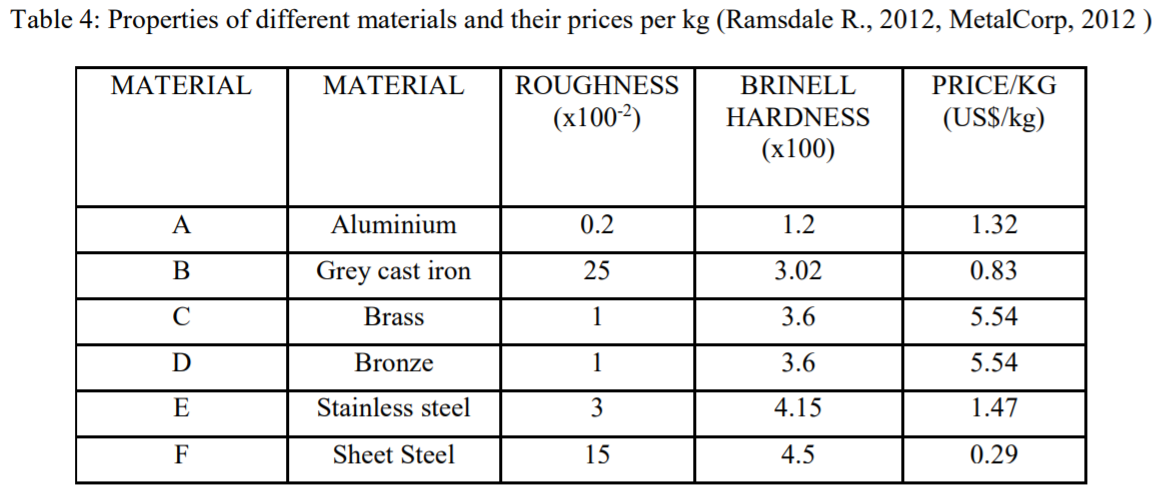 Table 4: Properties of different materials and their prices per kg (Ramsdale R., 2012, MetalCorp, 2012 )
MATERIAL MATERIAL ROUGHNESS (x100⁻²) BRINELL HARDNESS (x100) PRICE/KG (US$/kg)
A Aluminium 0.2 1.2 1.32
B Grey cast iron 25 3.02 0.83
C Brass 1 3.6 5.54
D Bronze 1 3.6 5.54
E Stainless steel 3 4.15 1.47
F Sheet Steel 15 4.5 0.29